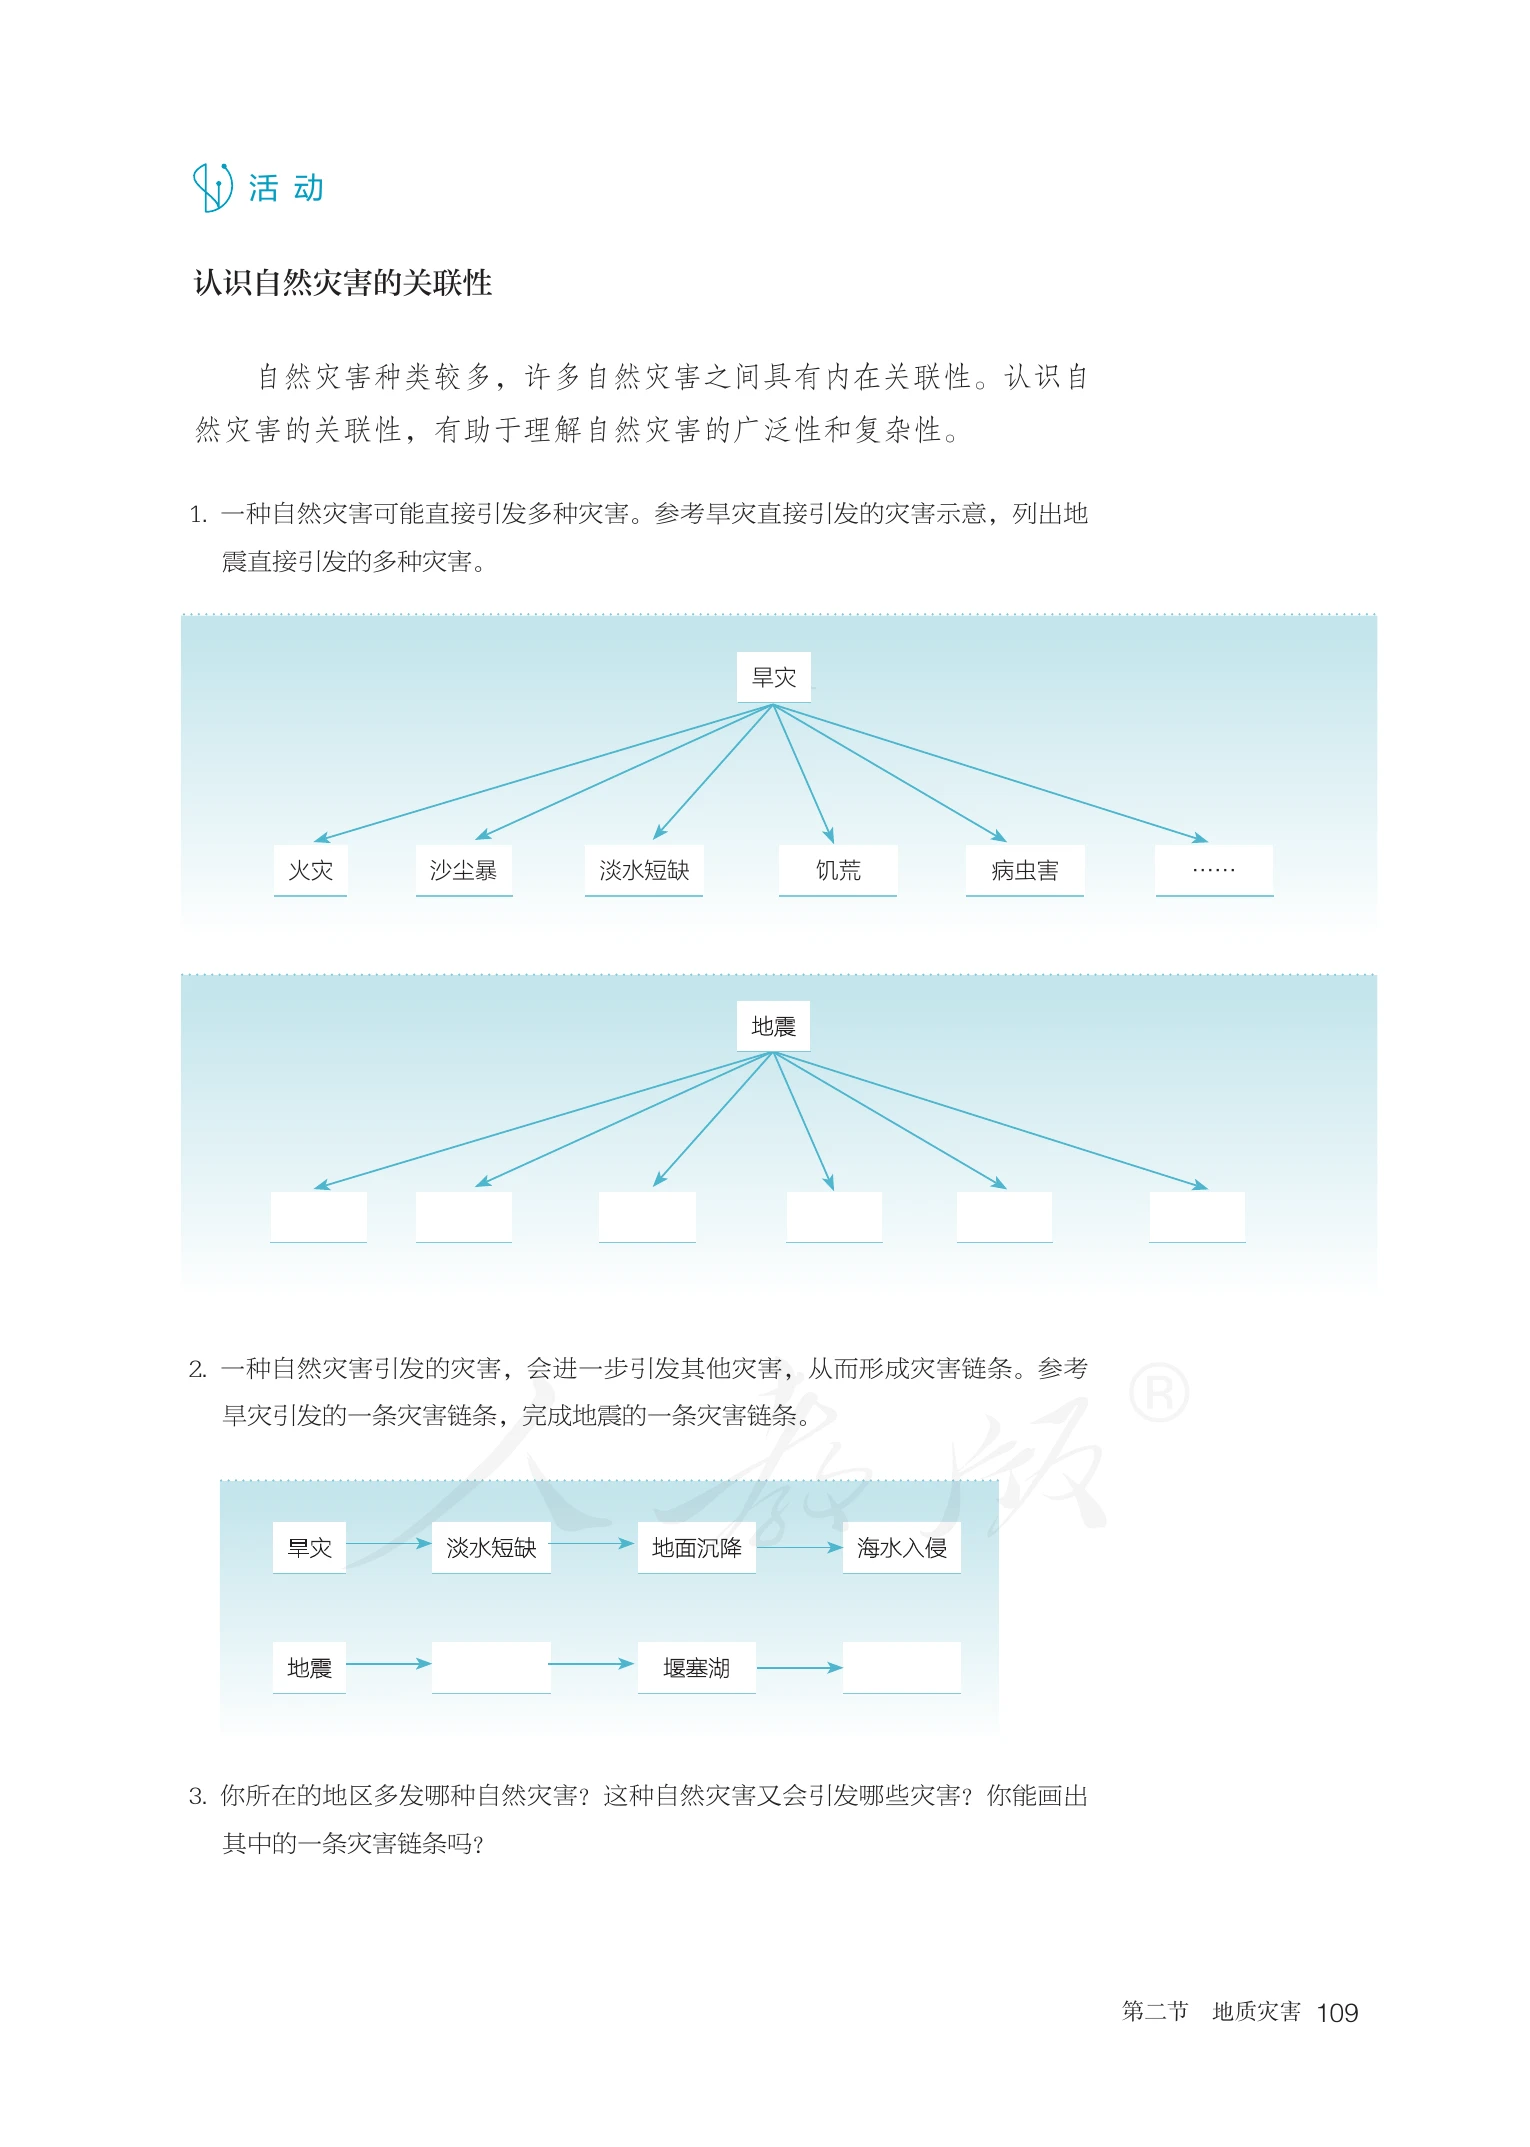 活动
认识自然灾害的关联性
自然灾害种类较多，许多自然灾害之间具有内在关联性。认识自
然灾害的关联性，有助于理解自然灾害的广泛性和复杂性。
1. 一种自然灾害可能直接引发多种灾害。参考旱灾直接引发的灾害示意，列出地
震直接引发的多种灾害。
旱灾
火灾 沙尘暴 淡水短缺 饥荒 病虫害 ……
地震
2. 一种自然灾害引发的灾害，会进一步引发其他灾害，从而形成灾害链条。参考
旱灾引发的一条灾害链条，完成地震的一条灾害链条。
旱灾 淡水短缺 地面沉降 海水入侵
地震 堰塞湖
人教版®
3. 你所在的地区多发哪种自然灾害？这种自然灾害又会引发哪些灾害？你能画出
其中的一条灾害链条吗？
第二节 地质灾害 109